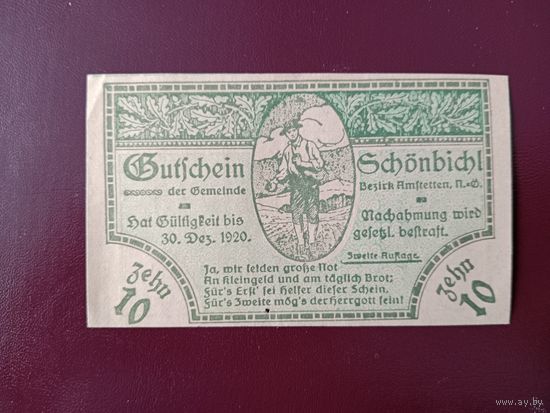 Gutschein
der Gemeinde
Hat Gültigkeit bis
30. Dez. 1920.
Schönbichl
Bezirk Amstetten, N.-Ö.
Nachahmung wird
gesetzl. bestraft.
Zweite Auflage.
Ja, wir leiden große Not
An Kleingeld und am täglich Brot;
Für's Erst' sei Helfer dieser Schein,
Für's Zweite mög's der Herrgott sein!
Zehn
10
Zehn
10
www.ay.by